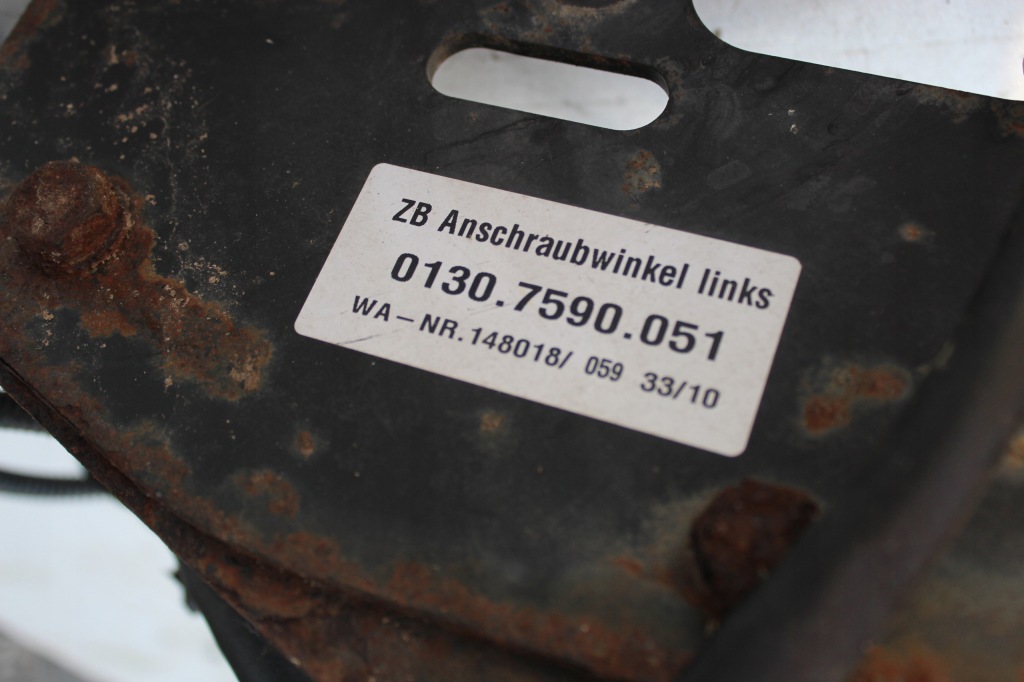 ZB Anschraubwinkel links
0130.7590.051
WA-NR.148018/ 059 33/10